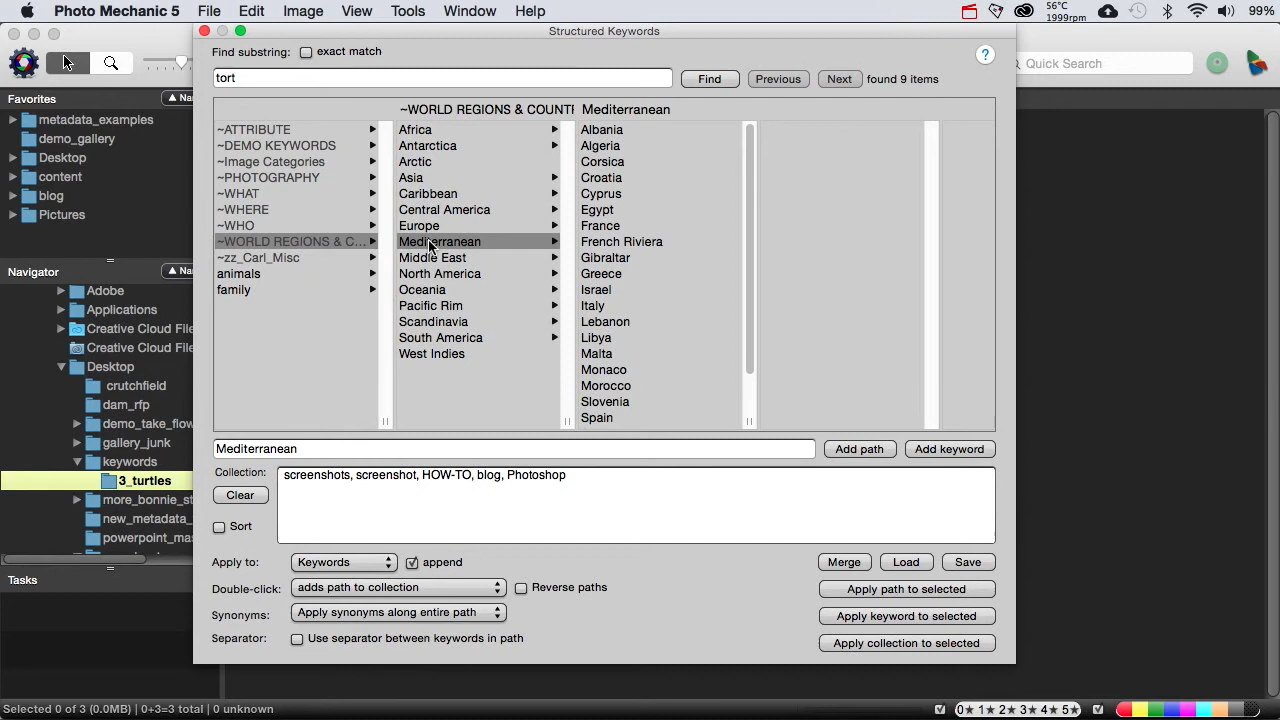 Photo Mechanic 5 File Edit Image View Tools Window Help
56°C
1999rpm
99%
Structured Keywords
Find substring: exact match
?
tort
Find Previous Next found 9 items
Quick Search
Favorites
metadata_examples
demo_gallery
Desktop
content
blog
Pictures
~WORLD REGIONS & COUNTR Mediterranean
~ATTRIBUTE
~DEMO KEYWORDS
~Image Categories
~PHOTOGRAPHY
~WHAT
~WHERE
~WHO
~WORLD REGIONS & C...
~zz_Carl_Misc
animals
family
Africa
Antarctica
Arctic
Asia
Caribbean
Central America
Europe
Mediterranean
Middle East
North America
Oceania
Pacific Rim
Scandinavia
South America
West Indies
Albania
Algeria
Corsica
Croatia
Cyprus
Egypt
France
French Riviera
Gibraltar
Greece
Israel
Italy
Lebanon
Libya
Malta
Monaco
Morocco
Slovenia
Spain
Navigator
Adobe
Applications
Creative Cloud File
Creative Cloud File
Desktop
crutchfield
dam_rfp
demo_take_flow
gallery_junk
keywords
3_turtles
more_bonnie_st
new_metadata_
powerpoint_mas
Mediterranean
Add path Add keyword
Collection:
Clear
Sort
screenshots, screenshot, HOW-TO, blog, Photoshop
Apply to: Keywords append
Merge Load Save
Double-click: adds path to collection Reverse paths
Apply path to selected
Synonyms: Apply synonyms along entire path
Apply keyword to selected
Separator: Use separator between keywords in path
Apply collection to selected
Tasks
Selected 0 of 3 (0.0MB) | 0+3=3 total | 0 unknown
0★ 1★ 2★ 3★ 4★ 5★